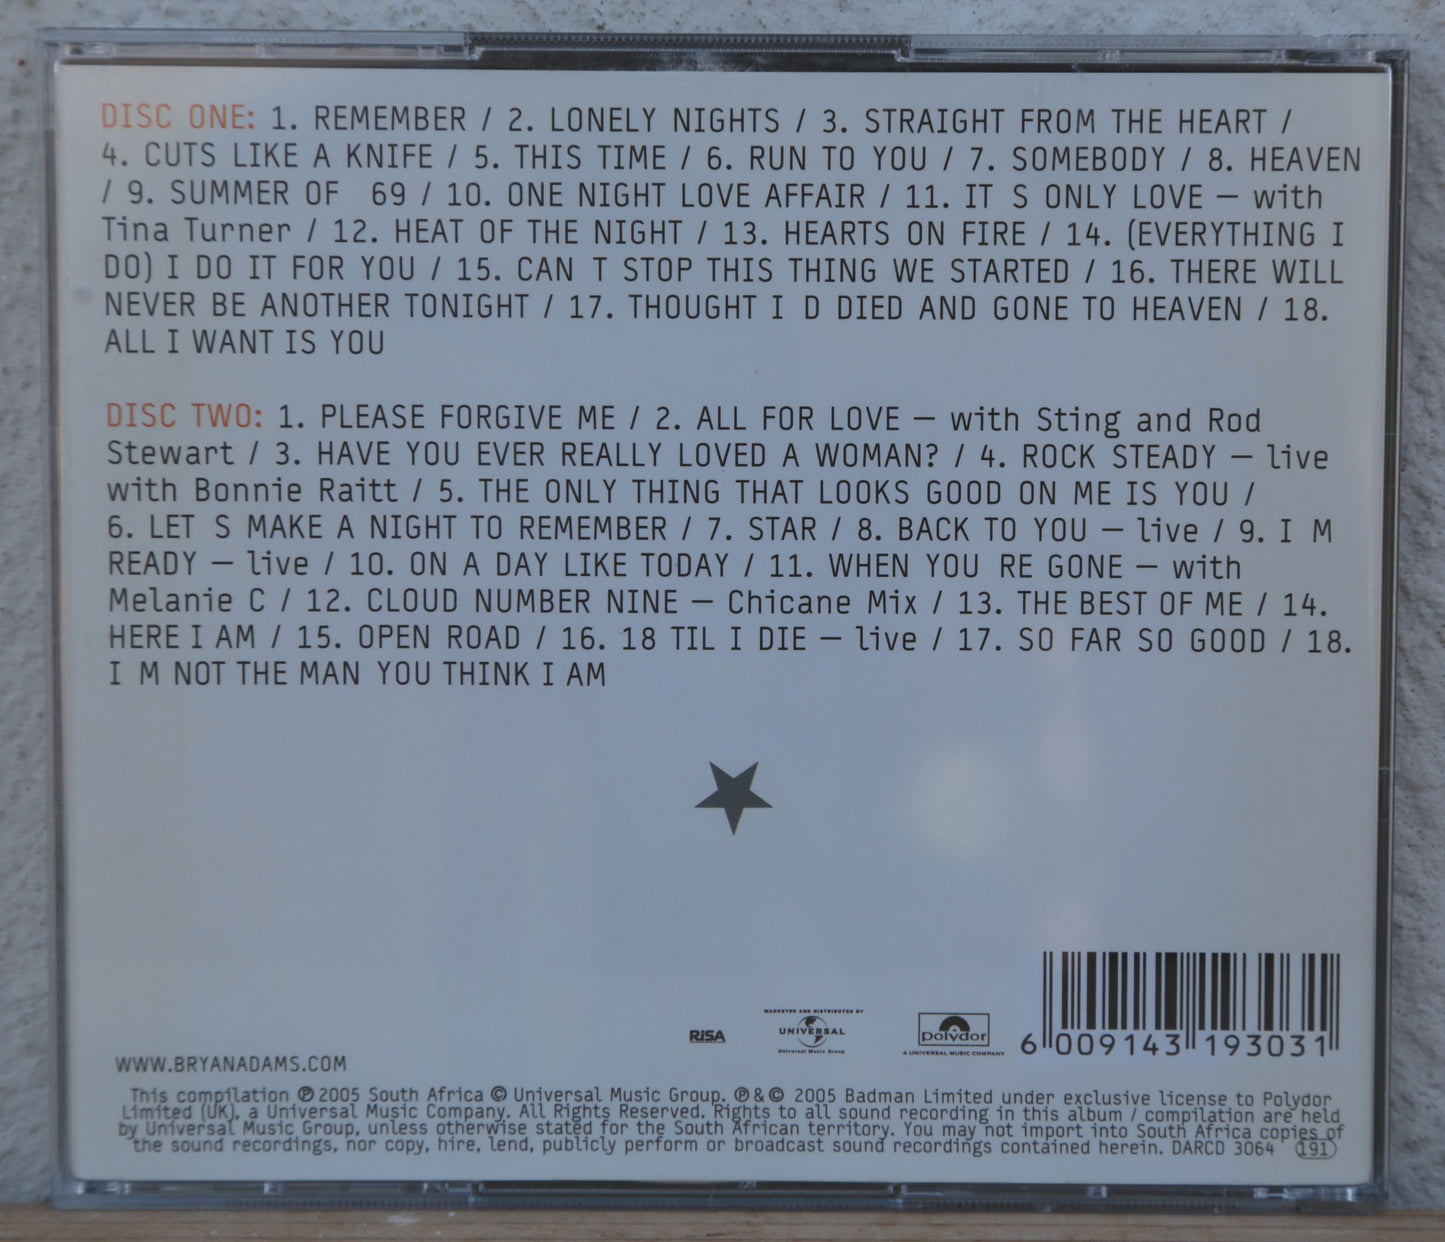 DISC ONE: 1. REMEMBER / 2. LONELY NIGHTS / 3. STRAIGHT FROM THE HEART /
4. CUTS LIKE A KNIFE / 5. THIS TIME / 6. RUN TO YOU / 7. SOMEBODY / 8. HEAVEN
/ 9. SUMMER OF 69 / 10. ONE NIGHT LOVE AFFAIR / 11. IT S ONLY LOVE – with
Tina Turner / 12. HEAT OF THE NIGHT / 13. HEARTS ON FIRE / 14. (EVERYTHING I
DO) I DO IT FOR YOU / 15. CAN T STOP THIS THING WE STARTED / 16. THERE WILL
NEVER BE ANOTHER TONIGHT / 17. THOUGHT I D DIED AND GONE TO HEAVEN / 18.
ALL I WANT IS YOU
DISC TWO: 1. PLEASE FORGIVE ME / 2. ALL FOR LOVE – with Sting and Rod
Stewart / 3. HAVE YOU EVER REALLY LOVED A WOMAN? / 4. ROCK STEADY – live
with Bonnie Raitt / 5. THE ONLY THING THAT LOOKS GOOD ON ME IS YOU /
6. LET S MAKE A NIGHT TO REMEMBER / 7. STAR / 8. BACK TO YOU – live / 9. I M
READY – live / 10. ON A DAY LIKE TODAY / 11. WHEN YOU RE GONE – with
Melanie C / 12. CLOUD NUMBER NINE – Chicane Mix / 13. THE BEST OF ME / 14.
HERE I AM / 15. OPEN ROAD / 16. 18 TIL I DIE – live / 17. SO FAR SO GOOD / 18.
I M NOT THE MAN YOU THINK I AM
RISA
MARKETED AND DISTRIBUTED BY
UNIVERSAL
Universal Music Group
polydor
A UNIVERSAL MUSIC COMPANY
6 009143 193031
WWW.BRYANADAMS.COM
This compilation ℗ 2005 South Africa © Universal Music Group. ℗ & © 2005 Badman Limited under exclusive license to Polydor
Limited (UK), a Universal Music Company. All Rights Reserved. Rights to all sound recording in this album / compilation are held
by Universal Music Group, unless otherwise stated for the South African territory. You may not import into South Africa copies of
the sound recordings, nor copy, hire, lend, publicly perform or broadcast sound recordings contained herein. DARCD 3064 191